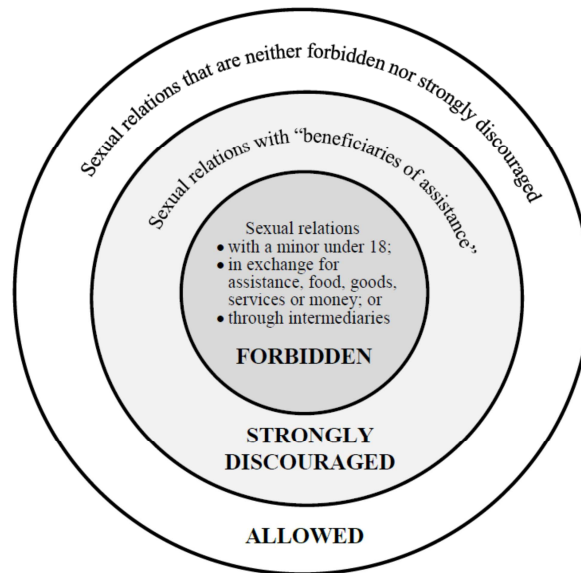 Sexual relations that are neither forbidden nor strongly discouraged
Sexual relations with “beneficiaries of assistance”
Sexual relations
• with a minor under 18;
• in exchange for
assistance, food, goods,
services or money; or
• through intermediaries
FORBIDDEN
STRONGLY
DISCOURAGED
ALLOWED